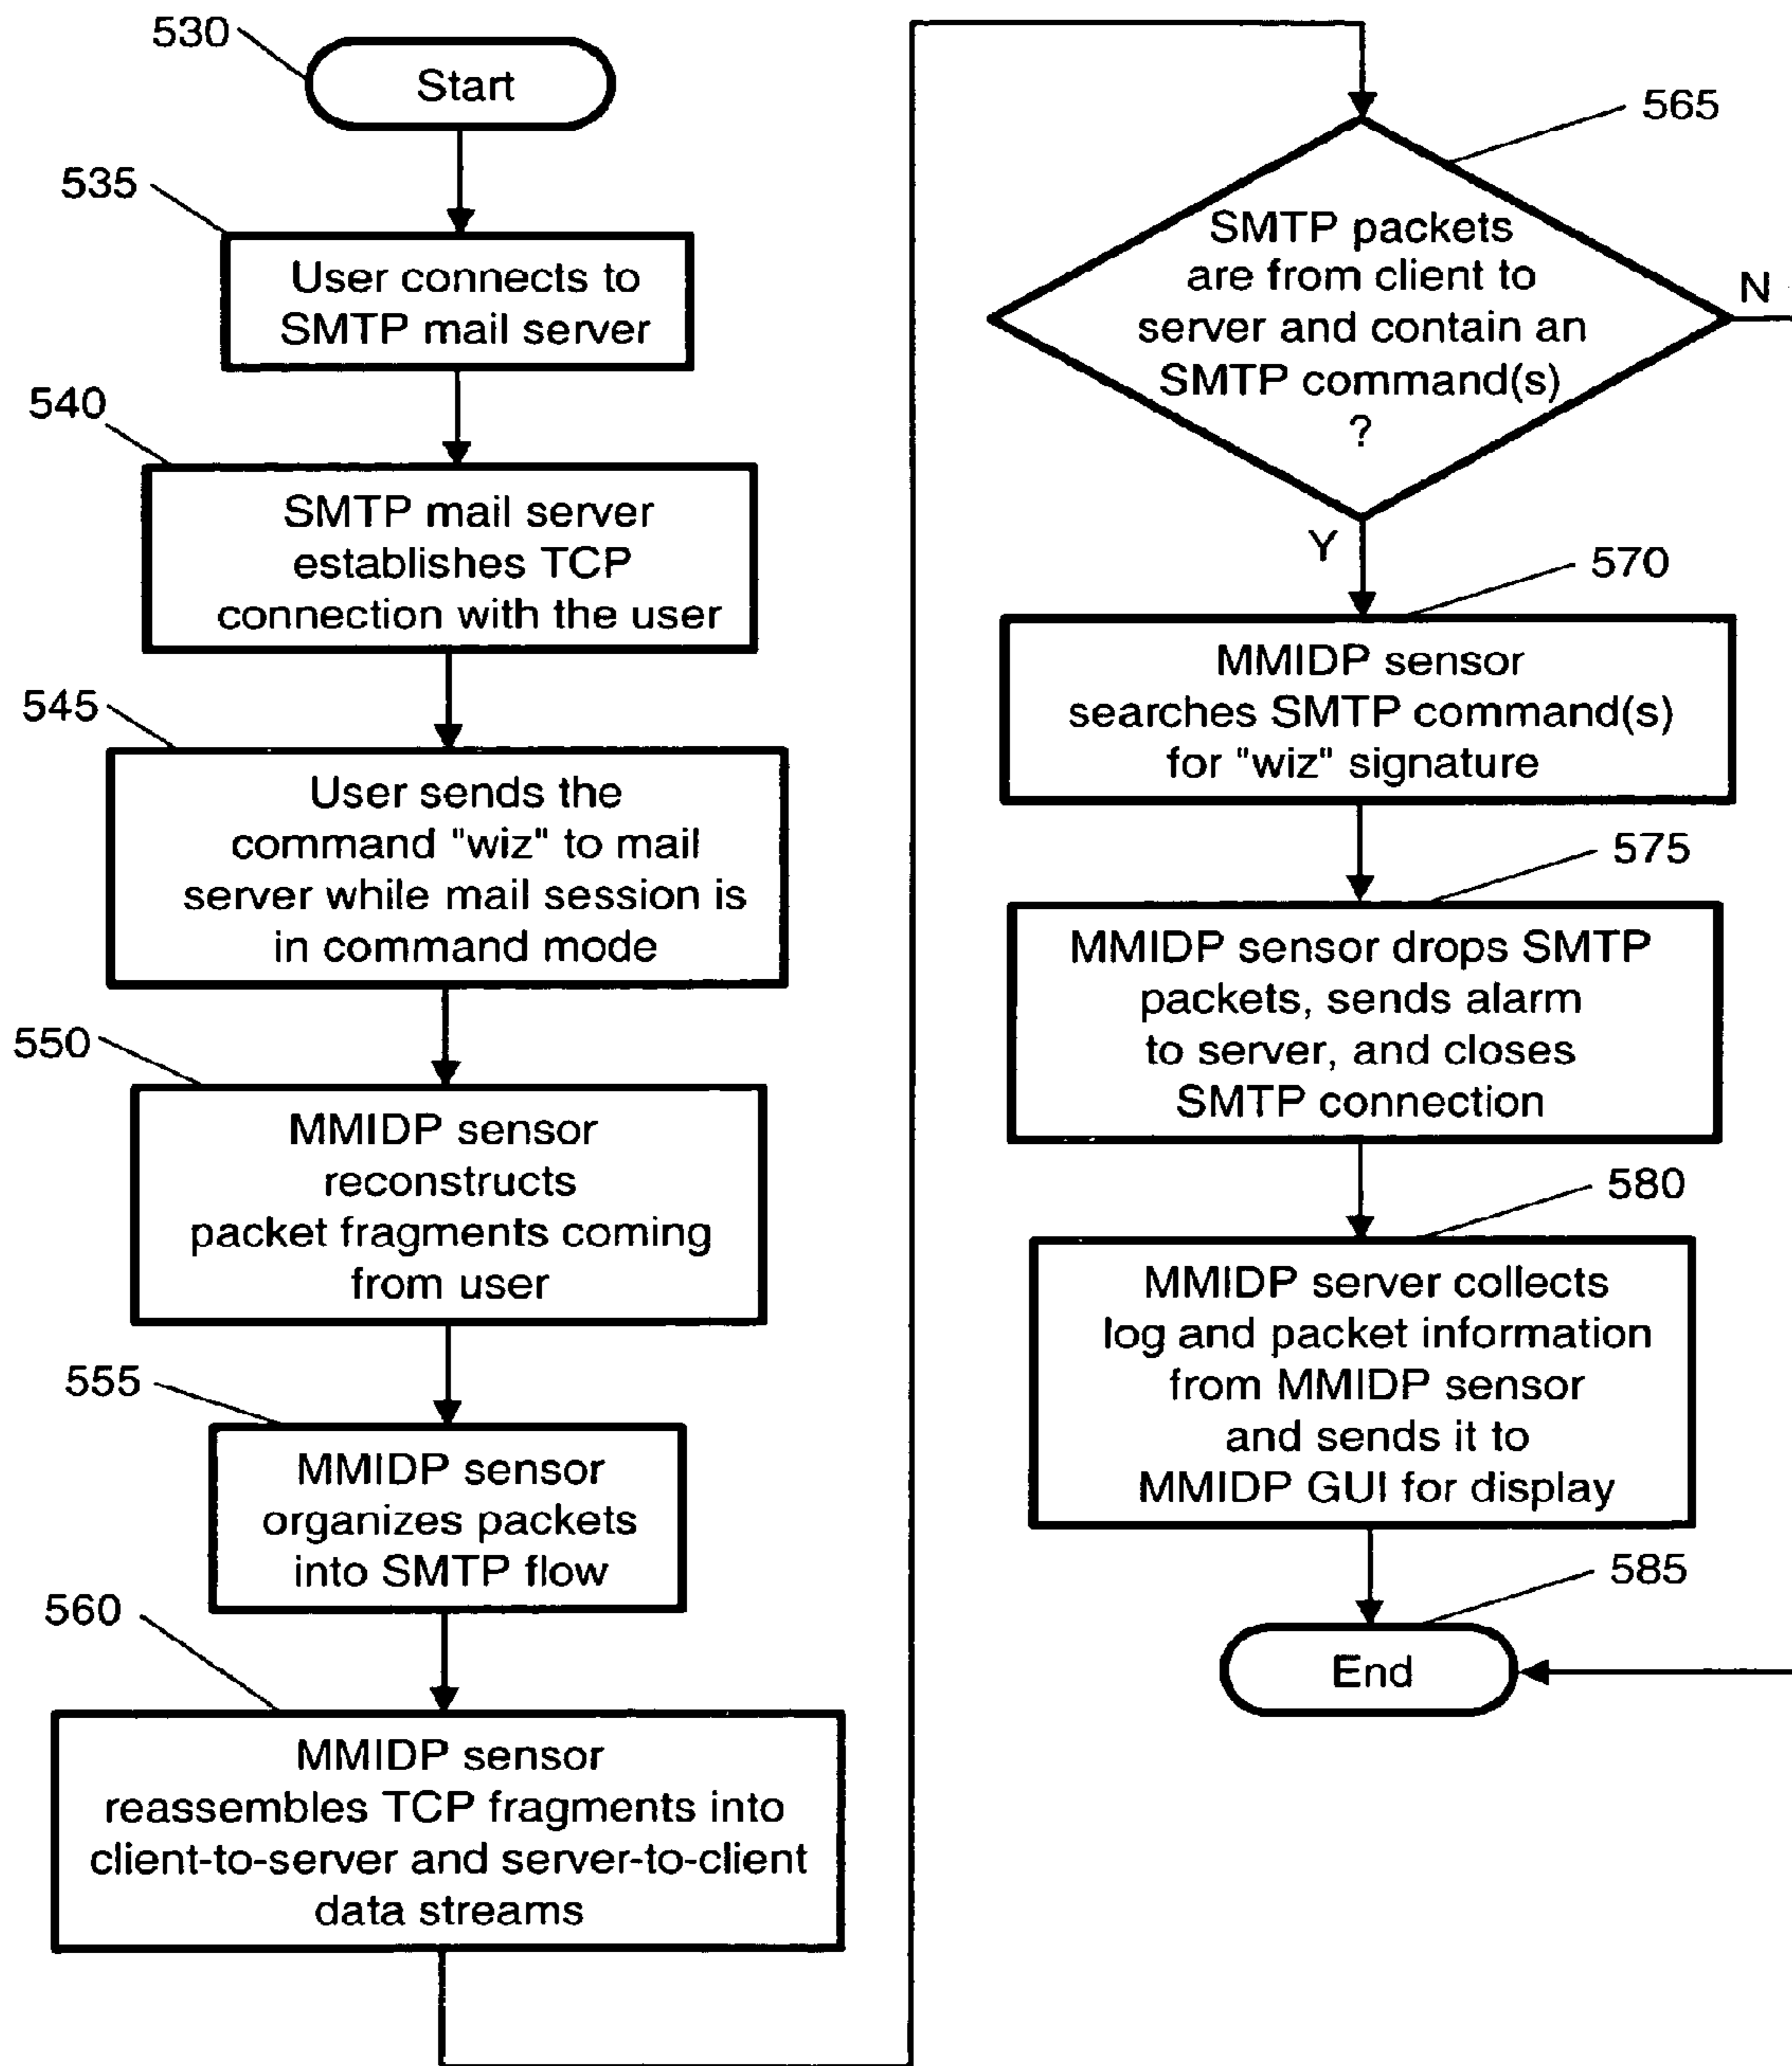 530
Start
535
User connects to
SMTP mail server
540
SMTP mail server
establishes TCP
connection with the user
545
User sends the
command "wiz" to mail
server while mail session is
in command mode
550
MMIDP sensor
reconstructs
packet fragments coming
from user
555
MMIDP sensor
organizes packets
into SMTP flow
560
MMIDP sensor
reassembles TCP fragments into
client-to-server and server-to-client
data streams
565
SMTP packets
are from client to
server and contain an
SMTP command(s)
?
N
Y
570
MMIDP sensor
searches SMTP command(s)
for "wiz" signature
575
MMIDP sensor drops SMTP
packets, sends alarm
to server, and closes
SMTP connection
580
MMIDP server collects
log and packet information
from MMIDP sensor
and sends it to
MMIDP GUI for display
585
End